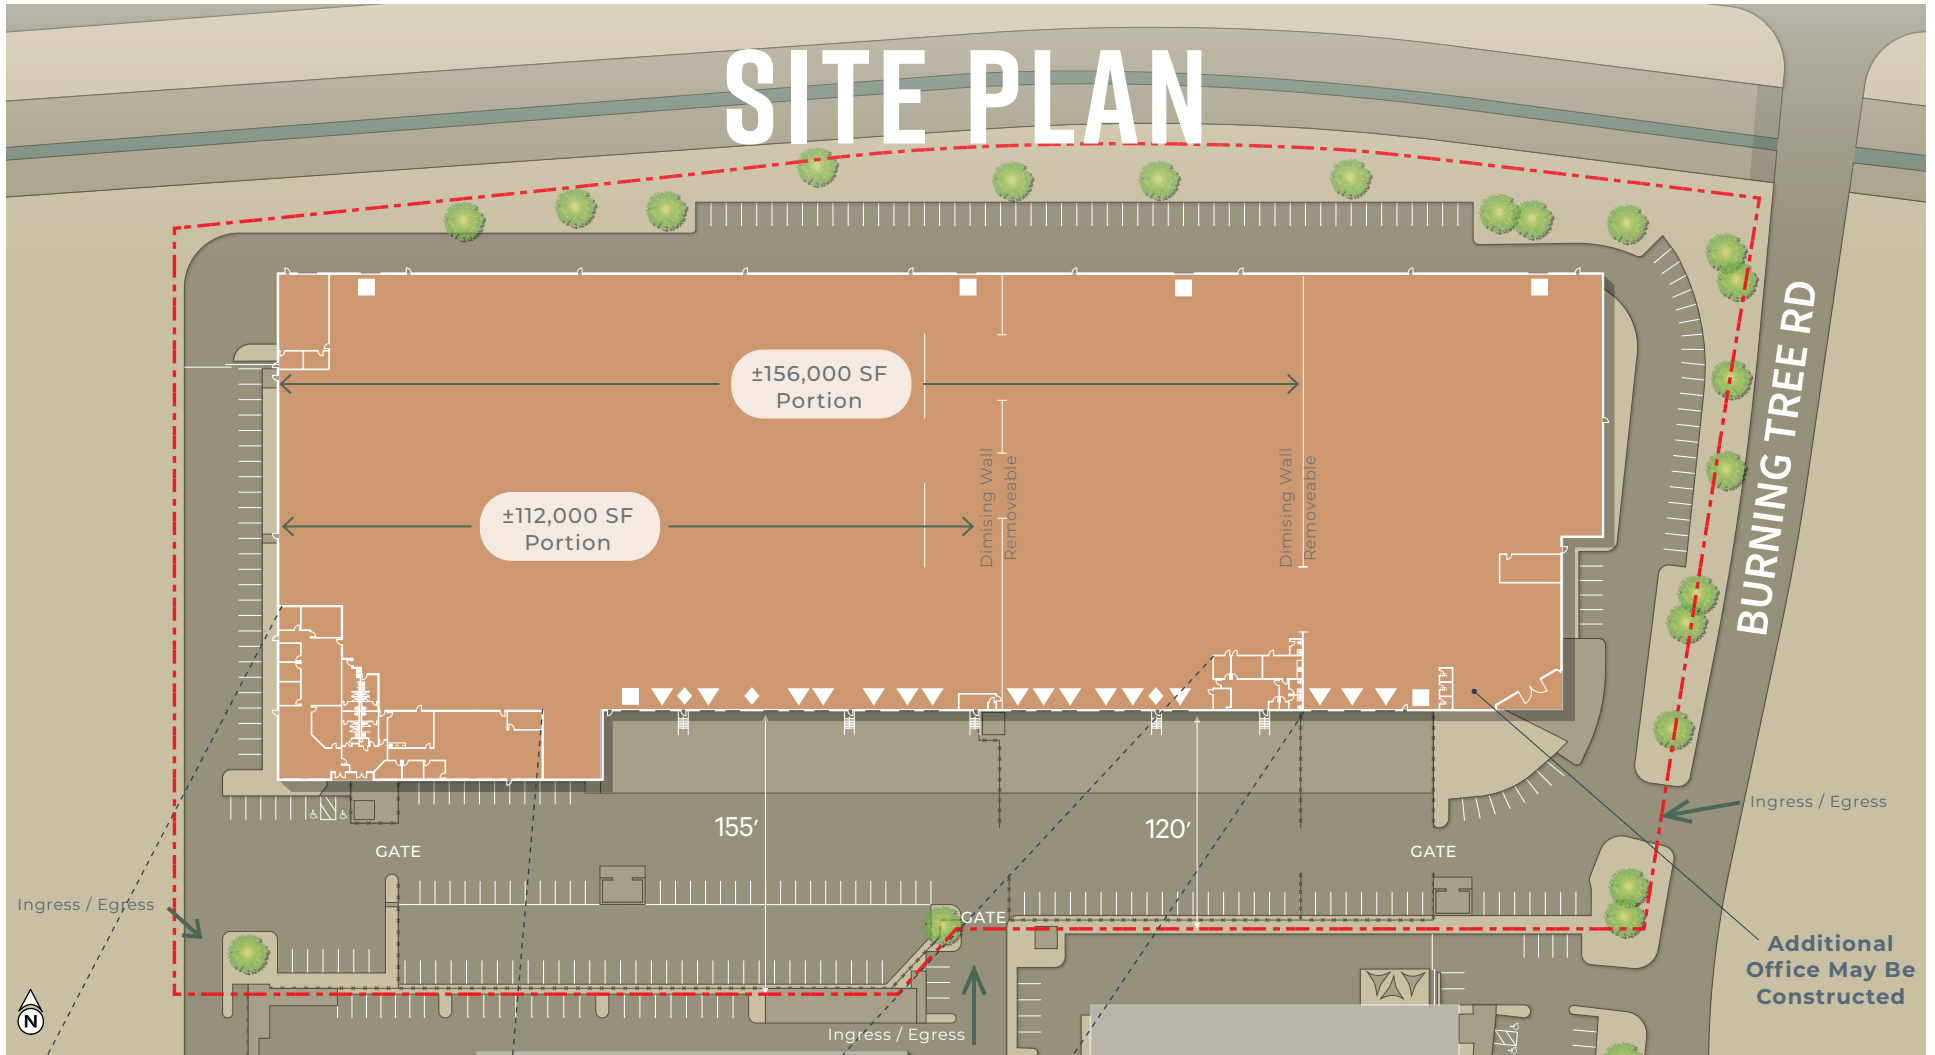 SITE PLAN
±156,000 SF
Portion
±112,000 SF
Portion
Dimising Wall
Removeable
Dimising Wall
Removeable
BURNING TREE RD
155’
120’
GATE
GATE
GATE
Ingress / Egress
Ingress / Egress
Ingress / Egress
Additional
Office May Be
Constructed
N